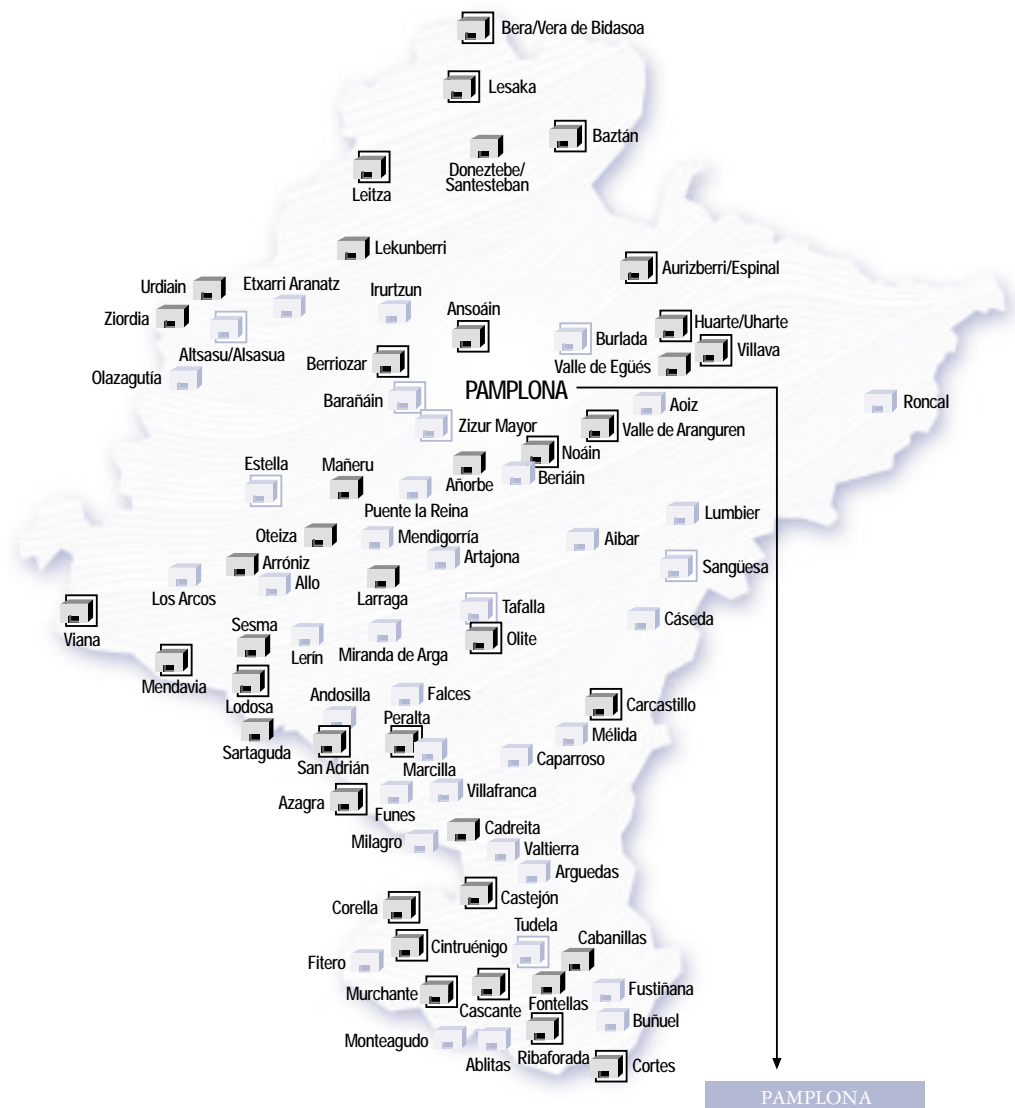 Bera/Vera de Bidasoa
Lesaka
Baztán
Doneztebe/
Santesteban
Leitza
Lekunberri
Aurizberri/Espinal
Urdiain
Etxarri Aranatz
Irurtzun
Ziordia
Ansoáin
Huarte/Uharte
Altsasu/Alsasua
Burlada
Villava
Berriozar
Valle de Egüés
Olazagutía
PAMPLONA
Barañáin
Aoiz
Roncal
Zizur Mayor
Valle de Aranguren
Noáin
Estella
Mañeru
Añorbe
Beriáin
Puente la Reina
Lumbier
Oteiza
Mendigorría
Aibar
Artajona
Arróniz
Sangüesa
Allo
Los Arcos
Larraga
Tafalla
Cáseda
Viana
Sesma
Olite
Lerín
Miranda de Arga
Mendavia
Lodosa
Andosilla
Falces
Carcastillo
Peralta
Mélida
Sartaguda
San Adrián
Marcilla
Caparroso
Azagra
Funes
Villafranca
Cadreita
Milagro
Valtierra
Arguedas
Castejón
Corella
Tudela
Cabanillas
Cintruénigo
Fitero
Murchante
Cascante
Fontellas
Fustiñana
Buñuel
Monteagudo
Ablitas
Ribaforada
Cortes
PAMPLONA